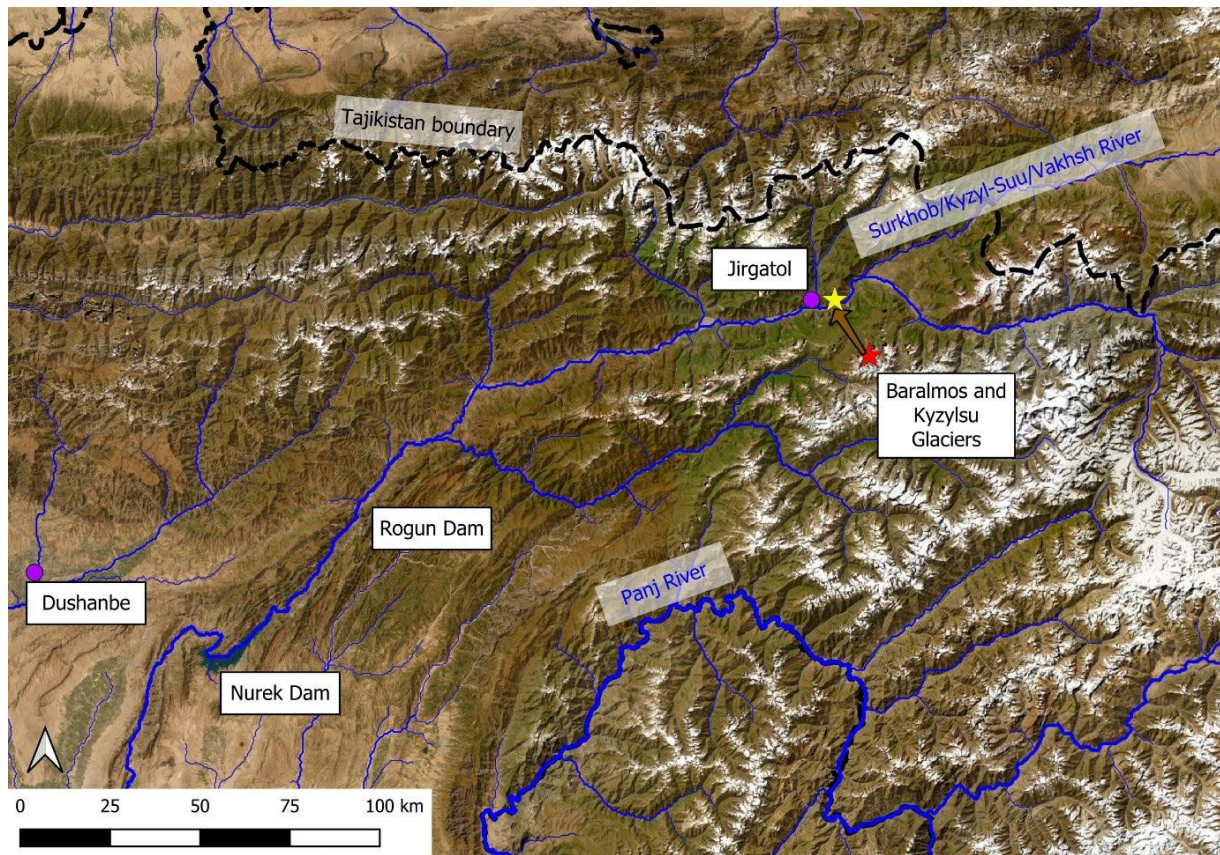 Tajikistan boundary
Surkhob/Kyzyl-Suu/Vakhsh River
Jirgatol
Baralmos and
Kyzylsu
Glaciers
Rogun Dam
Panj River
Dushanbe
Nurek Dam
0 25 50 75 100 km